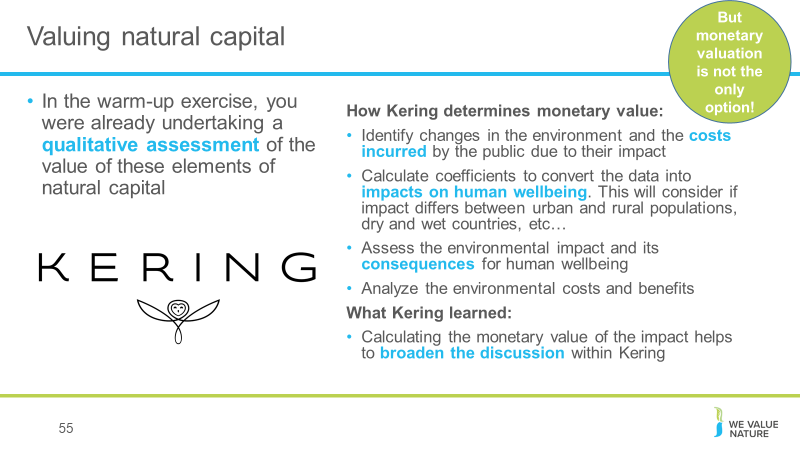 Valuing natural capital
But
monetary
valuation
is not the
only
option!
• In the warm-up exercise, you
were already undertaking a
qualitative assessment of the
value of these elements of
natural capital
KERING
How Kering determines monetary value:
• Identify changes in the environment and the costs
incurred by the public due to their impact
• Calculate coefficients to convert the data into
impacts on human wellbeing. This will consider if
impact differs between urban and rural populations,
dry and wet countries, etc…
• Assess the environmental impact and its
consequences for human wellbeing
• Analyze the environmental costs and benefits
What Kering learned:
• Calculating the monetary value of the impact helps
to broaden the discussion within Kering
55
WE VALUE
NATURE